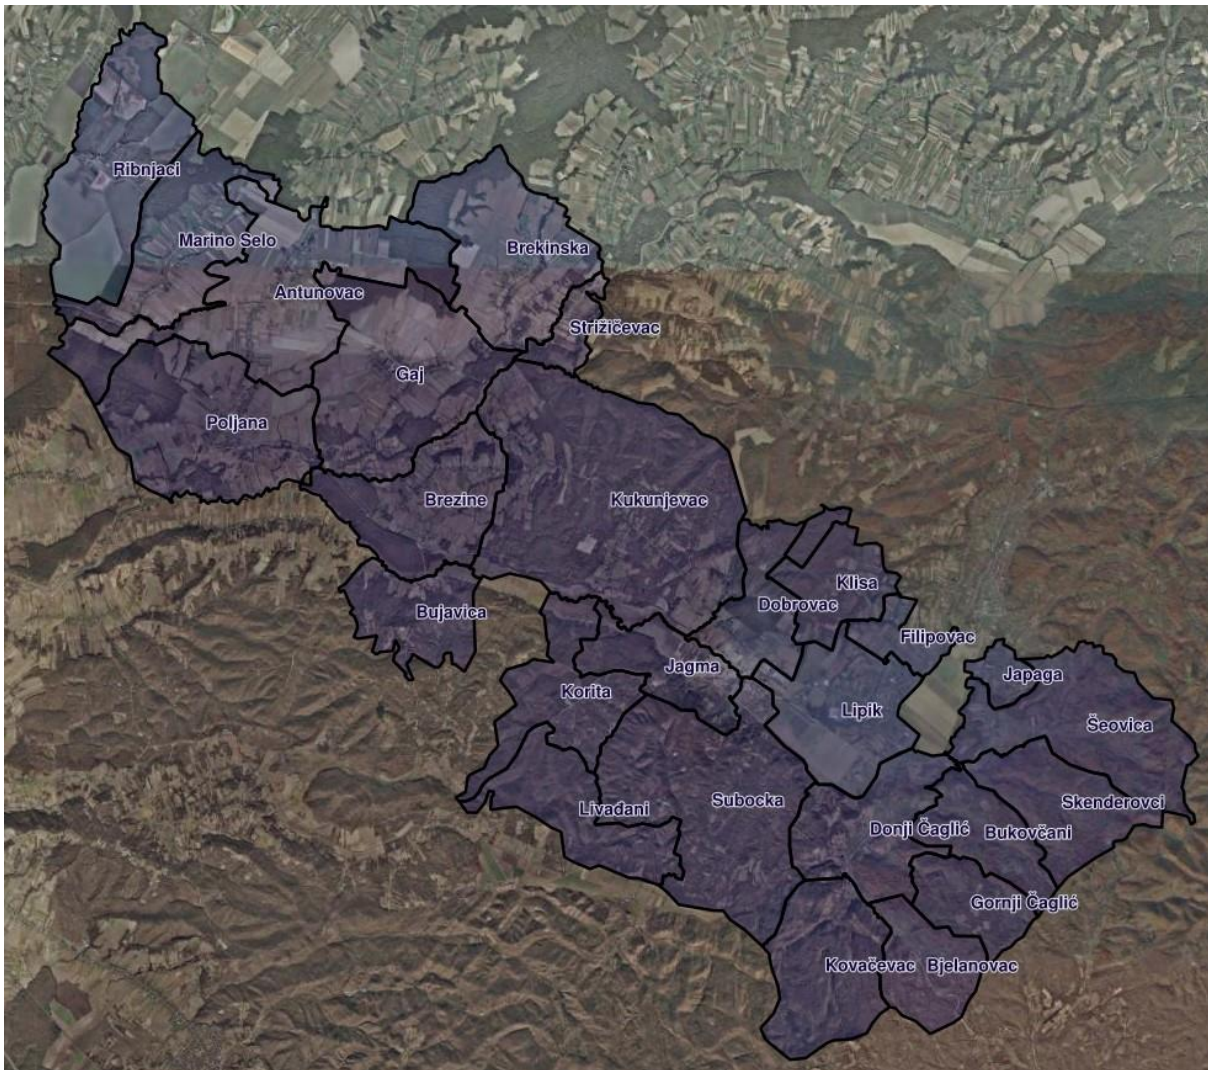 Ribnjaci
Marino Selo
Brekinska
Antunovac
Strižičevac
Gaj
Poljana
Brezine
Kukunjevac
Klisa
Dobrovac
Bujavica
Filipovac
Jagma
Japaga
Korita
Lipik
Šeovica
Livađani
Subocka
Skenderovci
Donji Čaglić
Bukovčani
Gornji Čaglić
Kovačevac
Bjelanovac